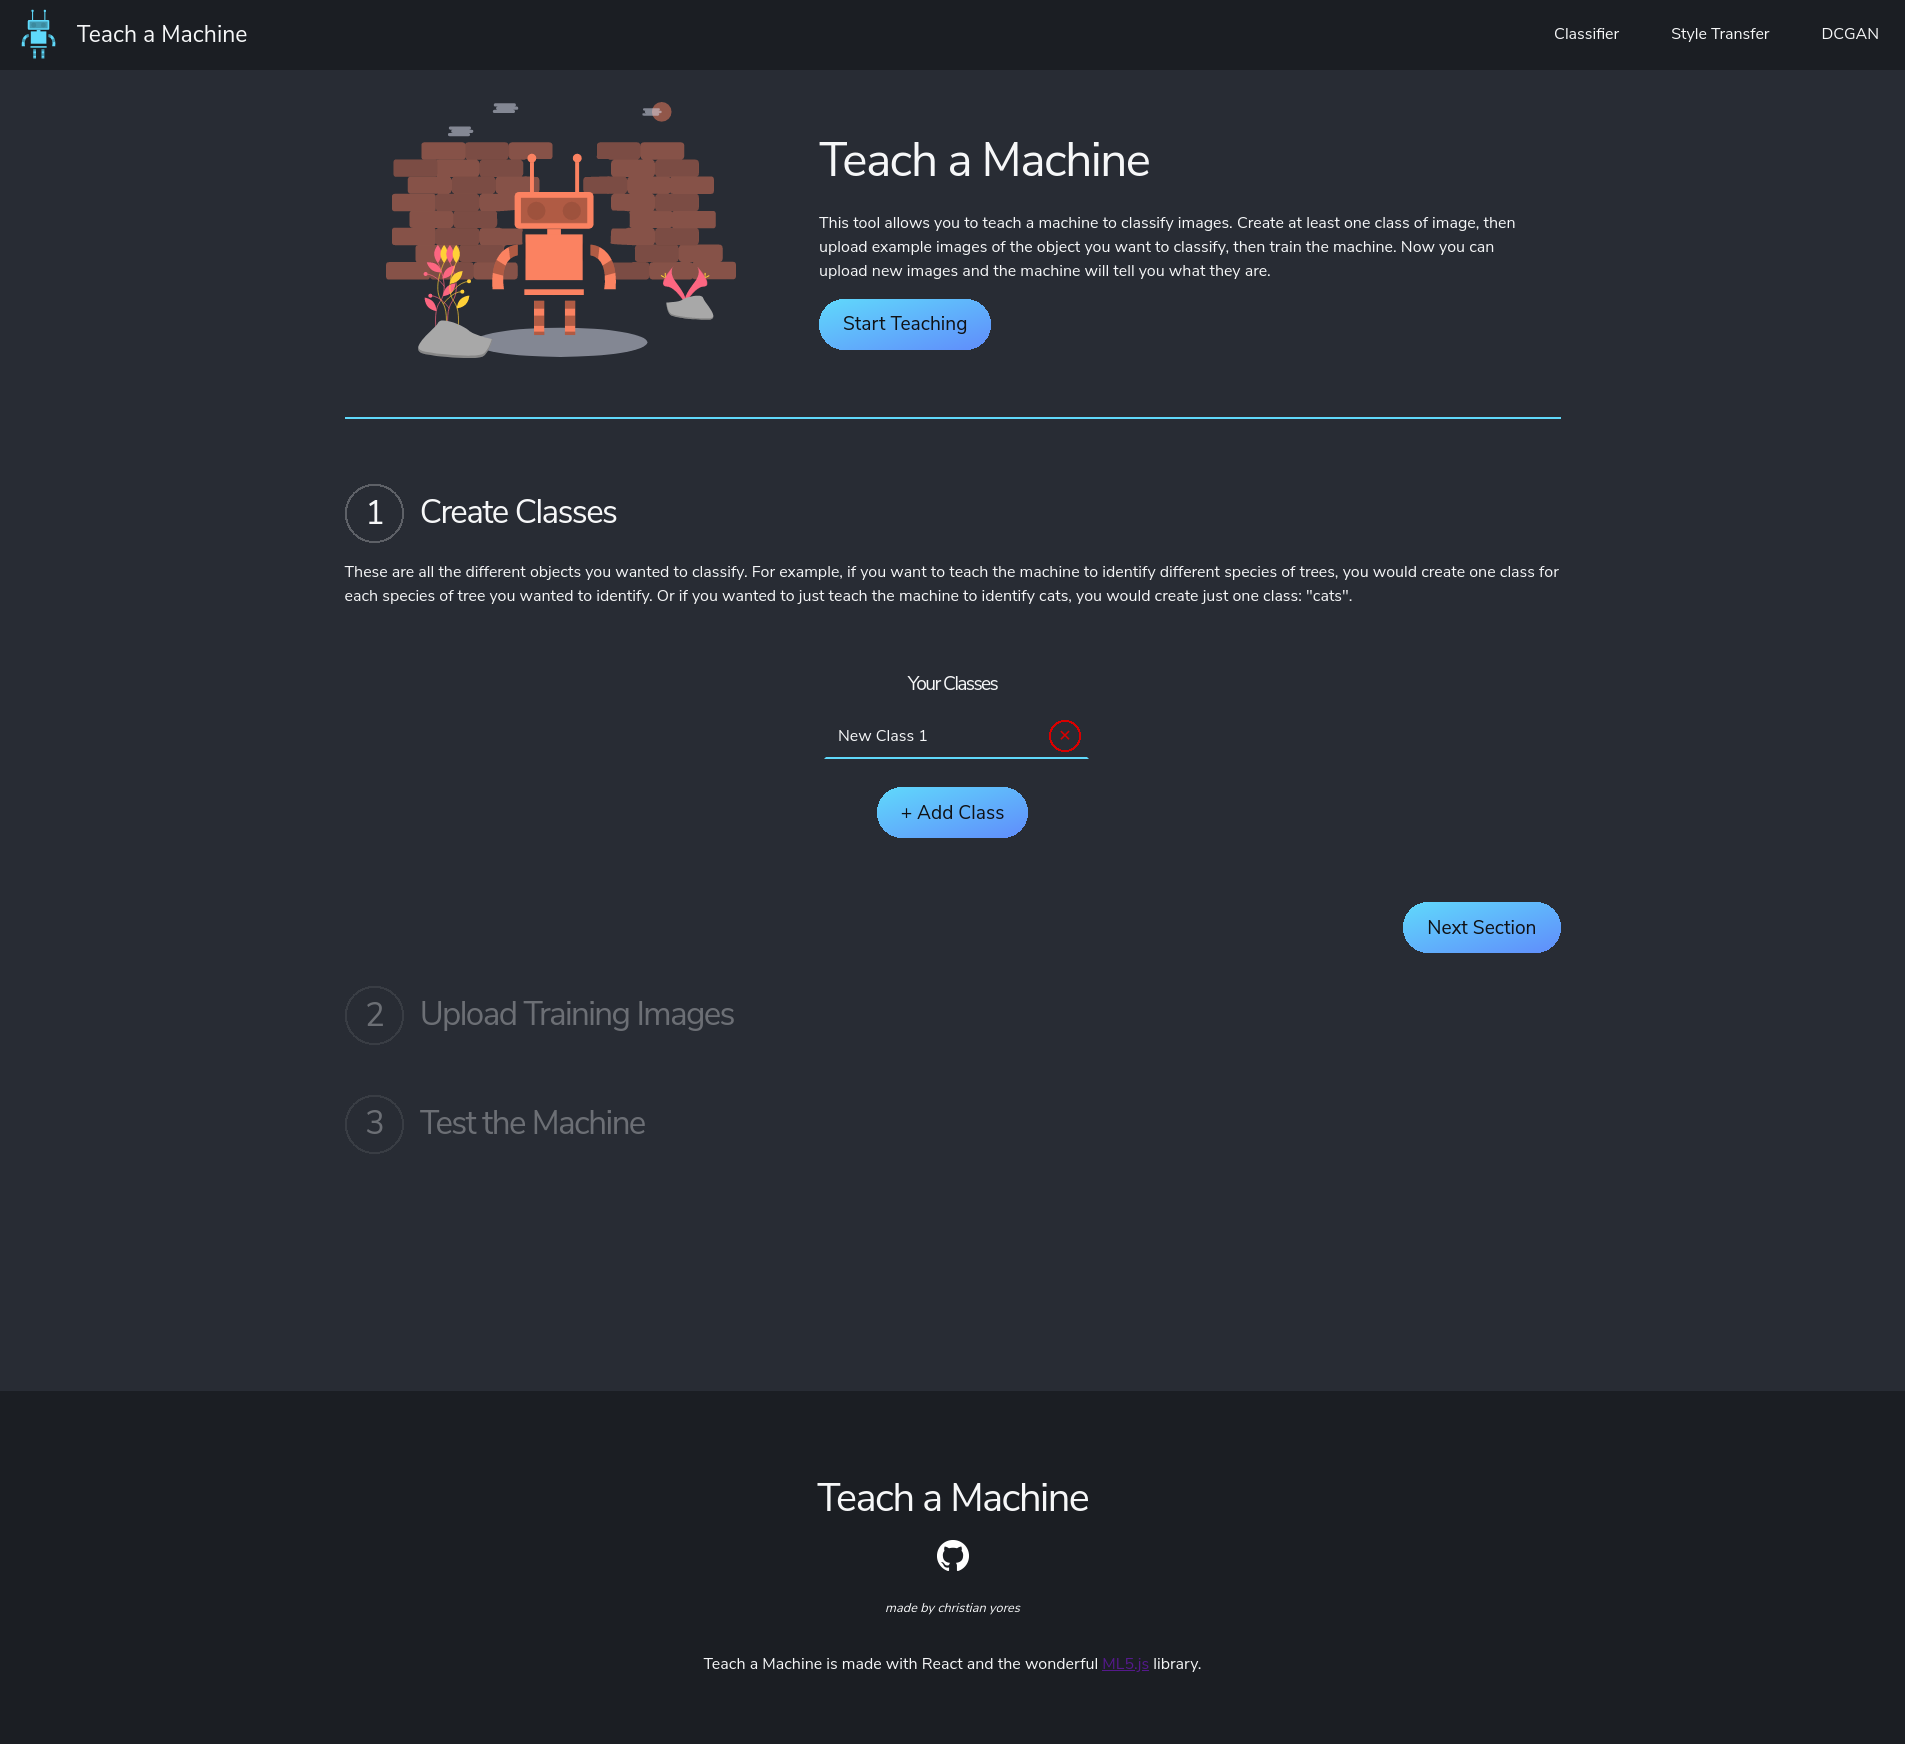 Teach a Machine
Classifier
Style Transfer
DCGAN
Teach a Machine
This tool allows you to teach a machine to classify images. Create at least one class of image, then
upload example images of the object you want to classify, then train the machine. Now you can
upload new images and the machine will tell you what they are.
Start Teaching
1 Create Classes
These are all the different objects you wanted to classify. For example, if you want to teach the machine to identify different species of trees, you would create one class for
each species of tree you wanted to identify. Or if you wanted to just teach the machine to identify cats, you would create just one class: "cats".
Your Classes
New Class 1
+ Add Class
Next Section
2 Upload Training Images
3 Test the Machine
Teach a Machine
made by christian yores
Teach a Machine is made with React and the wonderful ML5.js library.